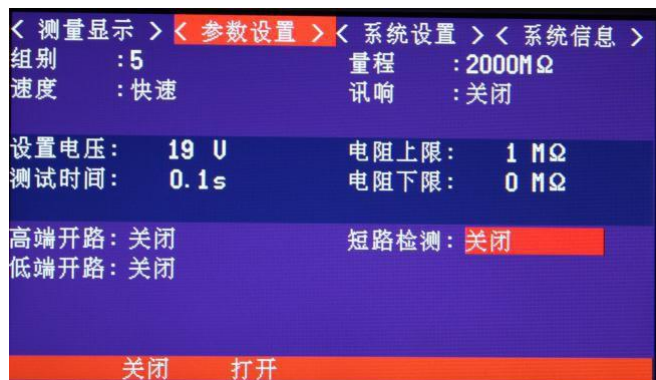 < 测量显示 > < 参数设置 > < 系统设置 > < 系统信息 >
组别 :5 量程 :2000MΩ
速度 :快速 讯响 :关闭
设置电压: 19 U 电阻上限: 1 MΩ
测试时间: 0.1s 电阻下限: 0 MΩ
高端开路:关闭 短路检测:关闭
低端开路:关闭
关闭 打开